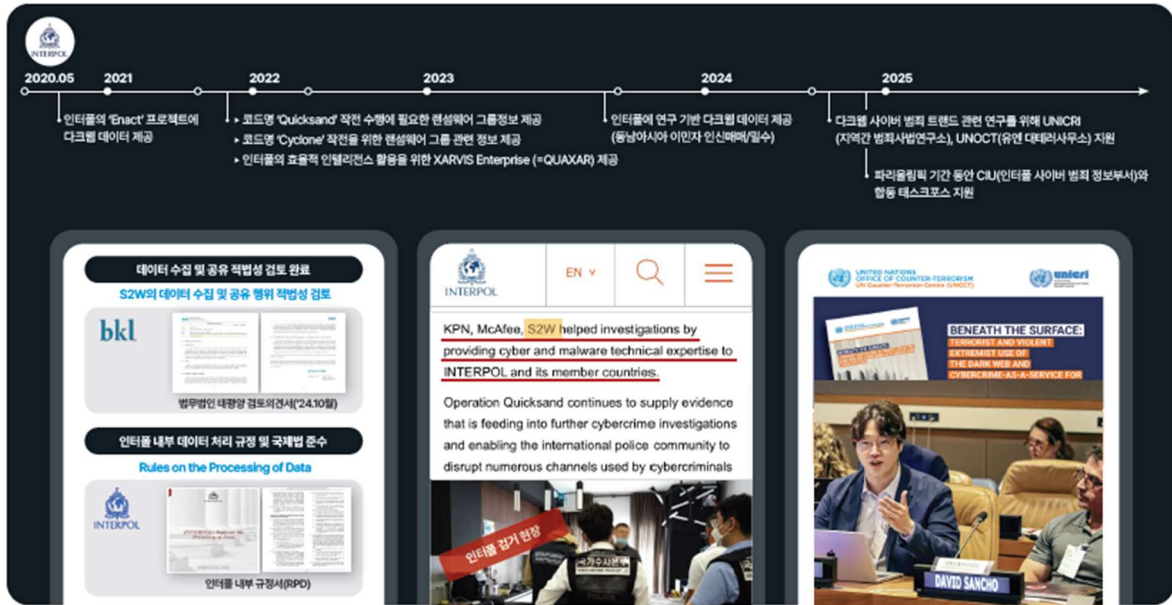 INTERPOL
2020.05 2021 2022 2023 2024 2025
인터폴의 'Enact' 프로젝트에
다크웹 데이터 제공
▸ 코드명 'Quicksand' 작전 수행에 필요한 랜섬웨어 그룹정보 제공
▸ 코드명 'Cyclone' 작전을 위한 랜섬웨어 그룹 관련 정보 제공
▸ 인터폴의 효율적 인텔리전스 활용을 위한 XARVIS Enterprise (=QUAXAR) 제공
인터폴에 연구 기반 다크웹 데이터 제공
(동남아시아 이민자 인신매매/밀수)
다크웹 사이버 범죄 트렌드 관련 연구를 위해 UNICRI
(지역간 범죄사법연구소), UNOCT(유엔 대테러사무소) 지원
파리올림픽 기간 동안 CIU(인터폴 사이버 범죄 정보부서)와
합동 태스크포스 지원
데이터 수집 및 공유 적법성 검토 완료
S2W의 데이터 수집 및 공유 행위 적법성 검토
bkl
법무법인 태평양 검토의견서('24.10월)
인터폴 내부 데이터 처리 규정 및 국제법 준수
Rules on the Processing of Data
INTERPOL
인터폴 내부 규정서(RPD)
INTERPOL
EN
KPN, McAfee, S2W helped investigations by
providing cyber and malware technical expertise to
INTERPOL and its member countries.
Operation Quicksand continues to supply evidence
that is feeding into further cybercrime investigations
and enabling the international police community to
disrupt numerous channels used by cybercriminals
인터폴 검거 현장
국가수사본부
POLICE
UNITED NATIONS
OFFICE OF COUNTER-TERRORISM
UN Counter-Terrorism Centre (UNCCT)
unicri
BENEATH THE SURFACE:
TERRORIST AND VIOLENT
EXTREMIST USE OF
THE DARK WEB AND
CYBERCRIME-AS-A-SERVICE FOR
DAVID SANCHO